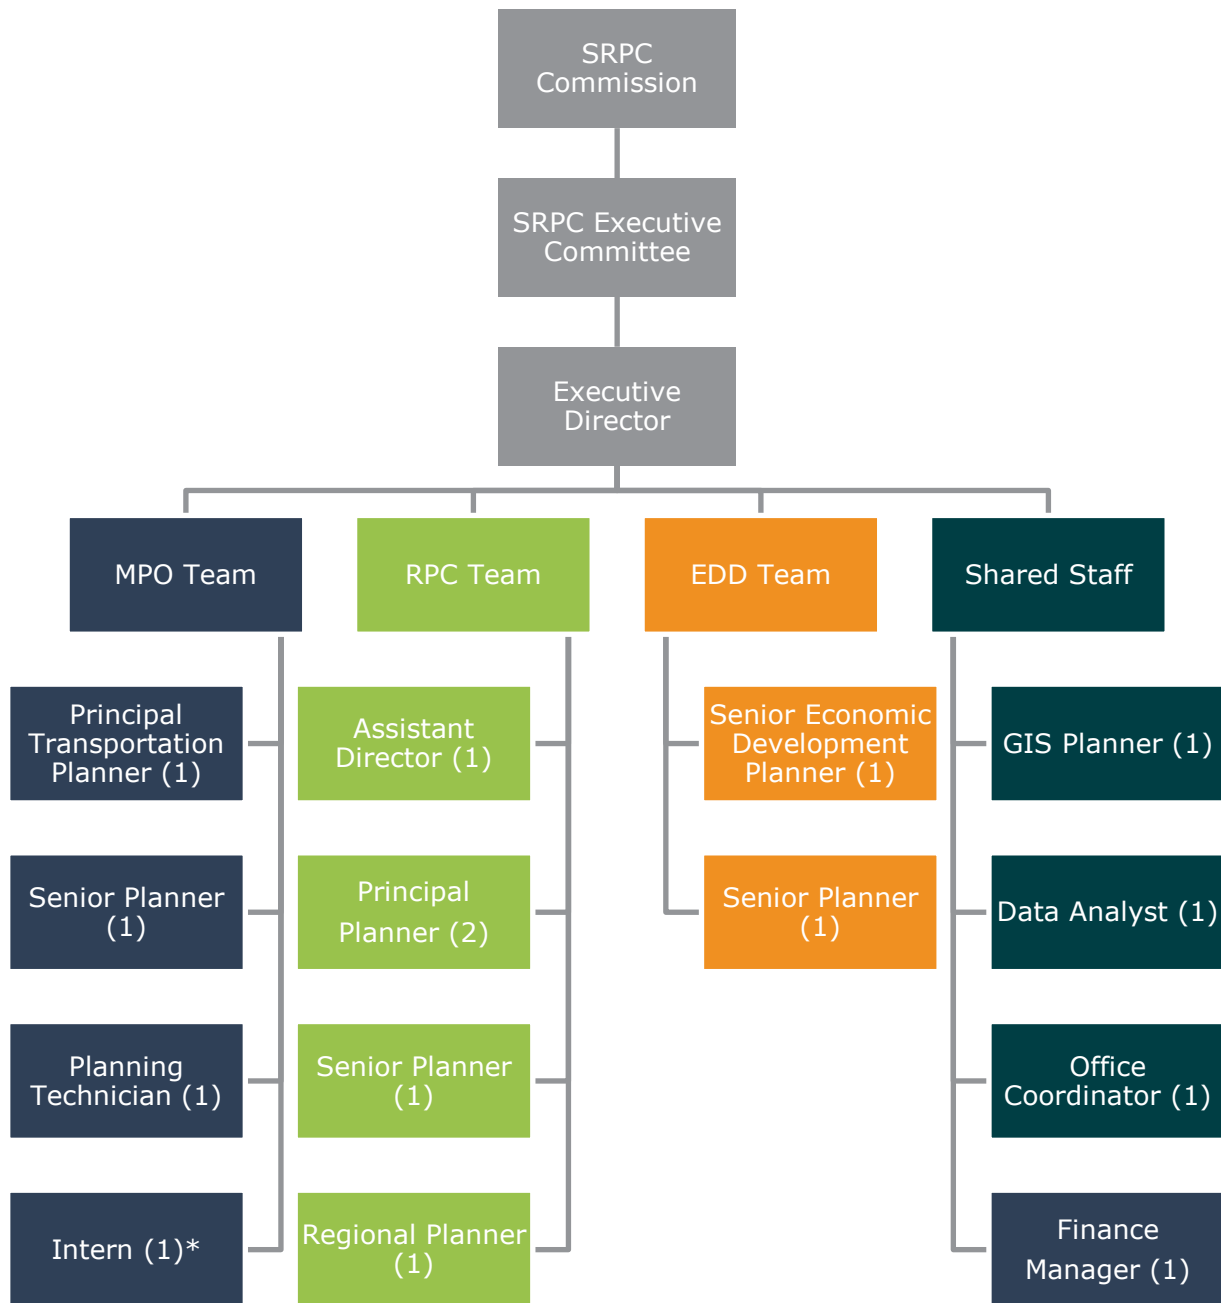 SRPC
Commission
SRPC Executive
Committee
Executive
Director
MPO Team
RPC Team
EDD Team
Shared Staff
Principal
Transportation
Planner (1)
Assistant
Director (1)
Senior Economic
Development
Planner (1)
GIS Planner (1)
Senior Planner
(1)
Principal
Planner (2)
Senior Planner
(1)
Data Analyst (1)
Planning
Technician (1)
Senior Planner
(1)
Office
Coordinator (1)
Intern (1)*
Regional Planner
(1)
Finance
Manager (1)